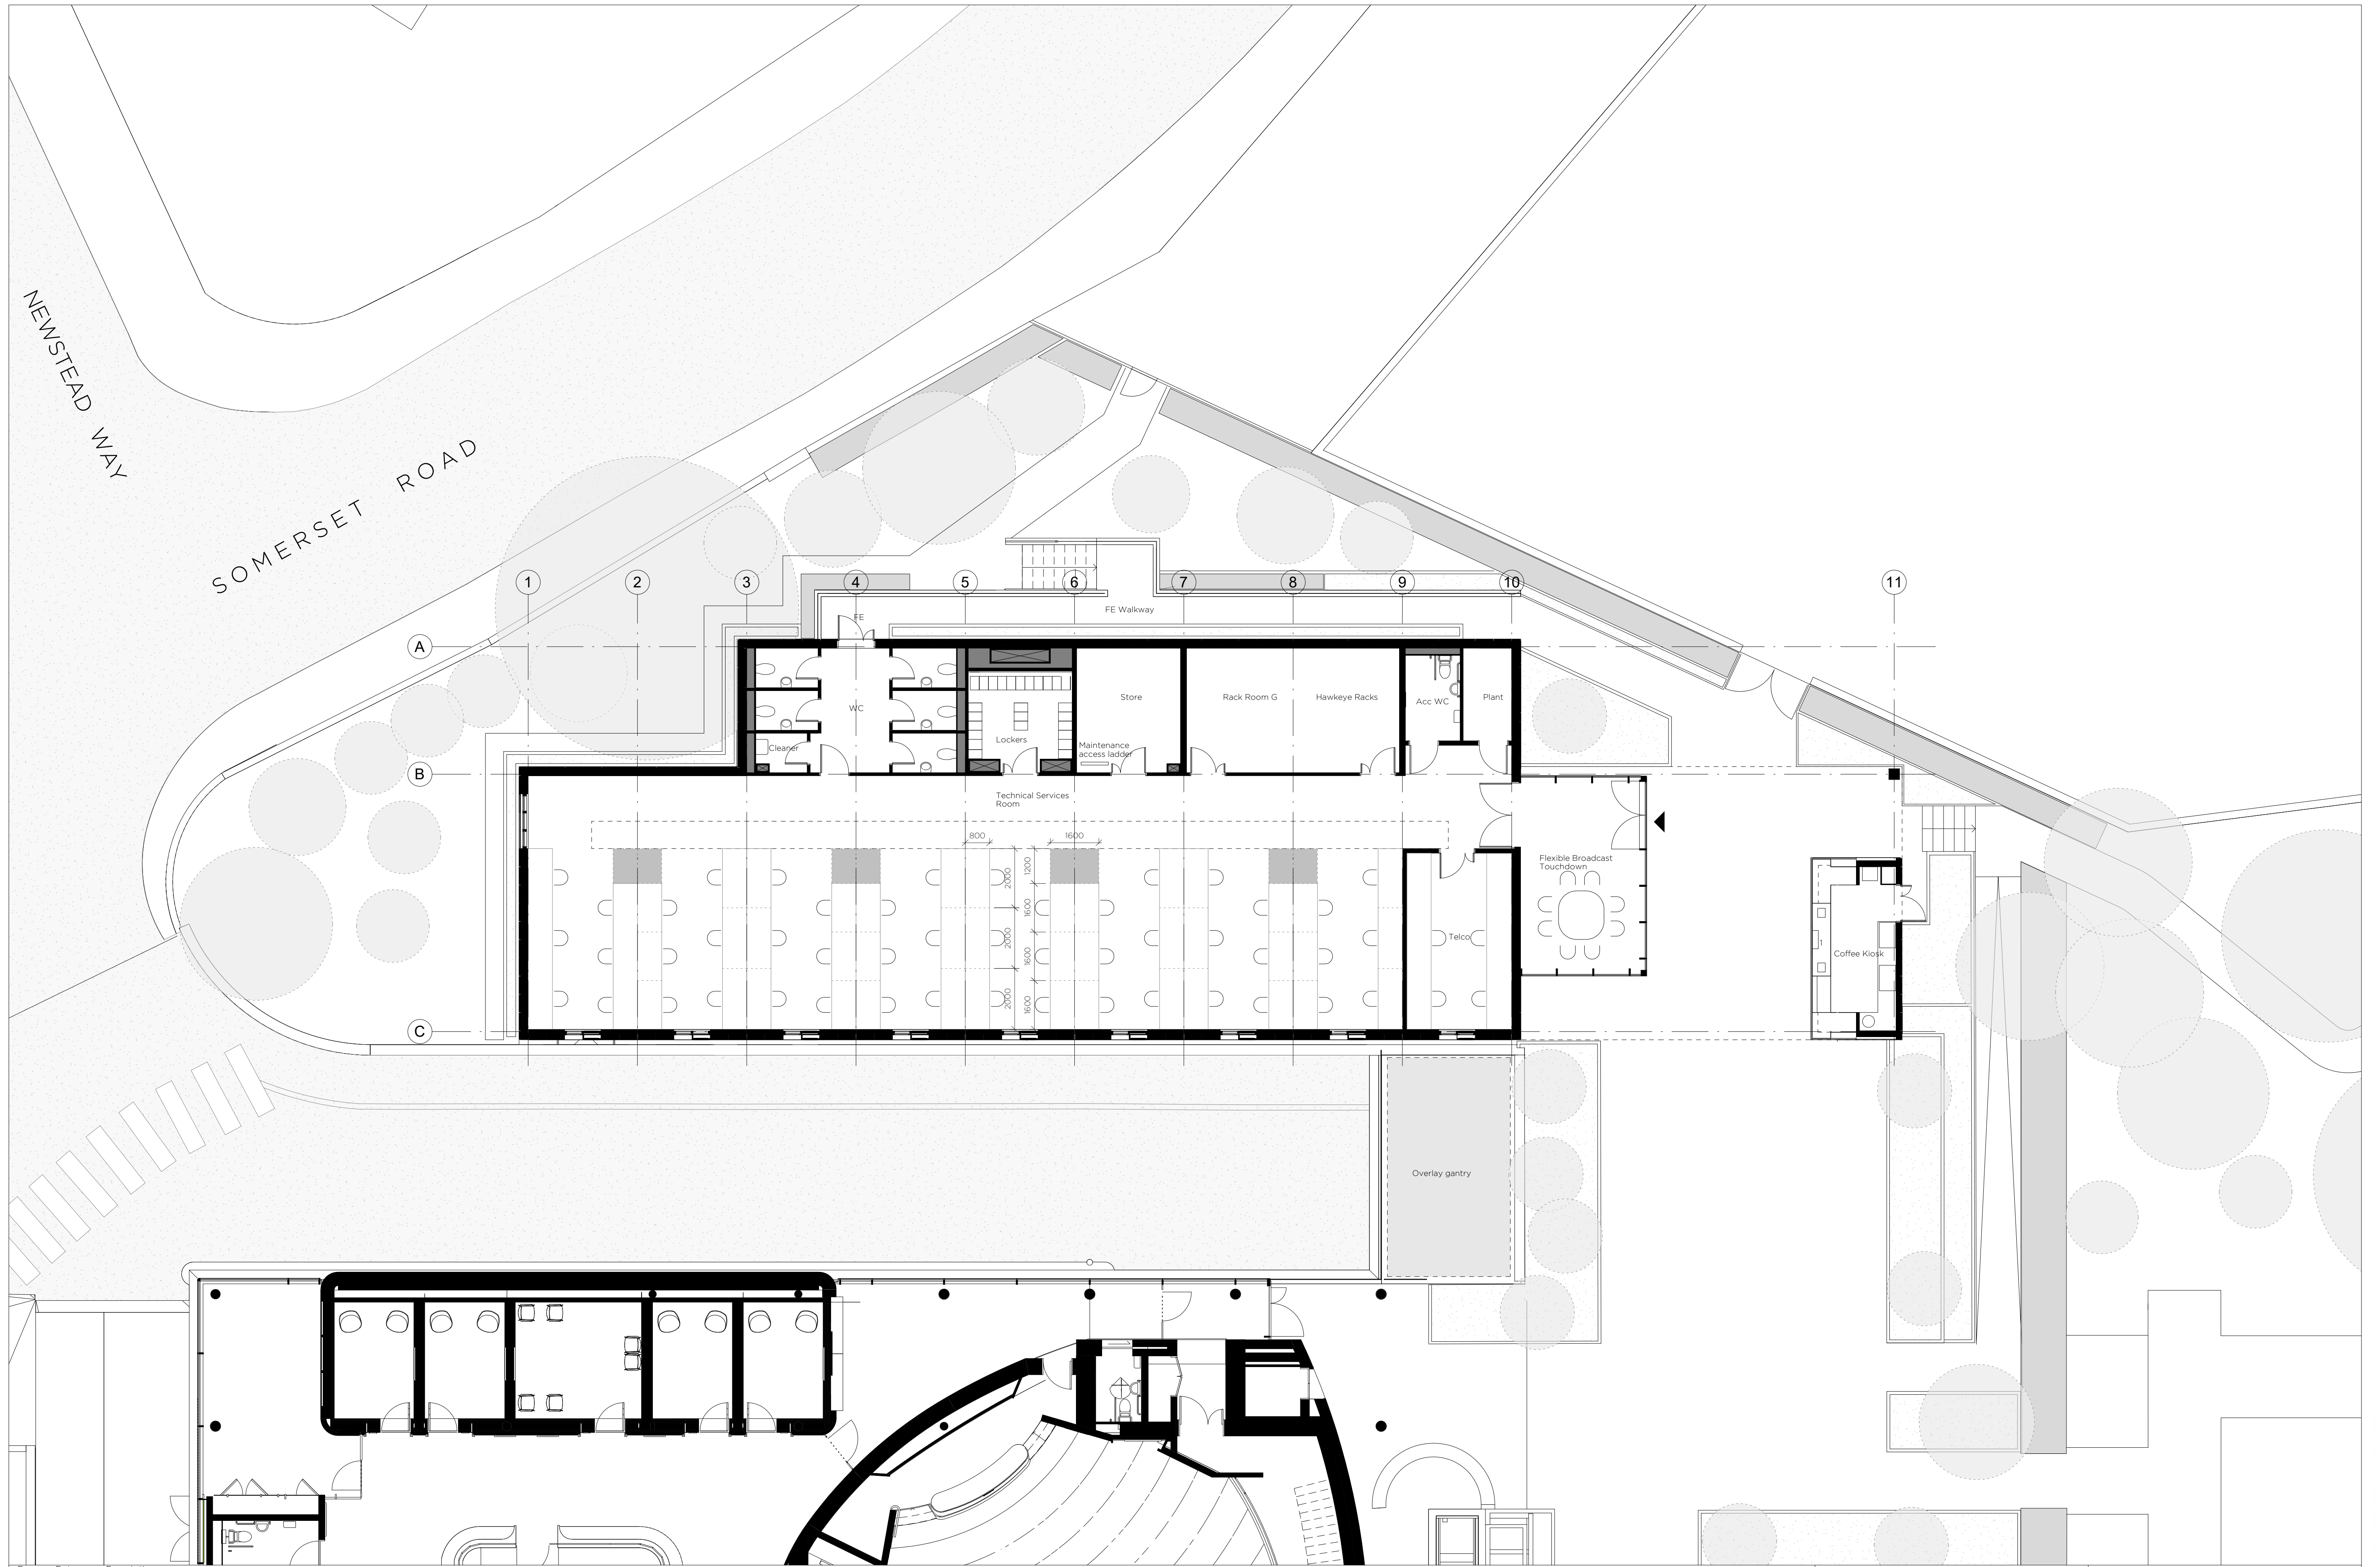 NEWSTEAD WAY
SOMERSET ROAD
1
2
3
4
5
6
7
8
9
10
11
FE
FE Walkway
A
Store
Rack Room G
Hawkeye Racks
Acc WC
Plant
WC
Lockers
Cleaner
Maintenance
access ladder
B
Technical Services
Room
800
1600
Flexible Broadcast
Touchdown
2000
1200
1600
2000
1600
2000
1600
Telco
Coffee Kiosk
C
Overlay gantry